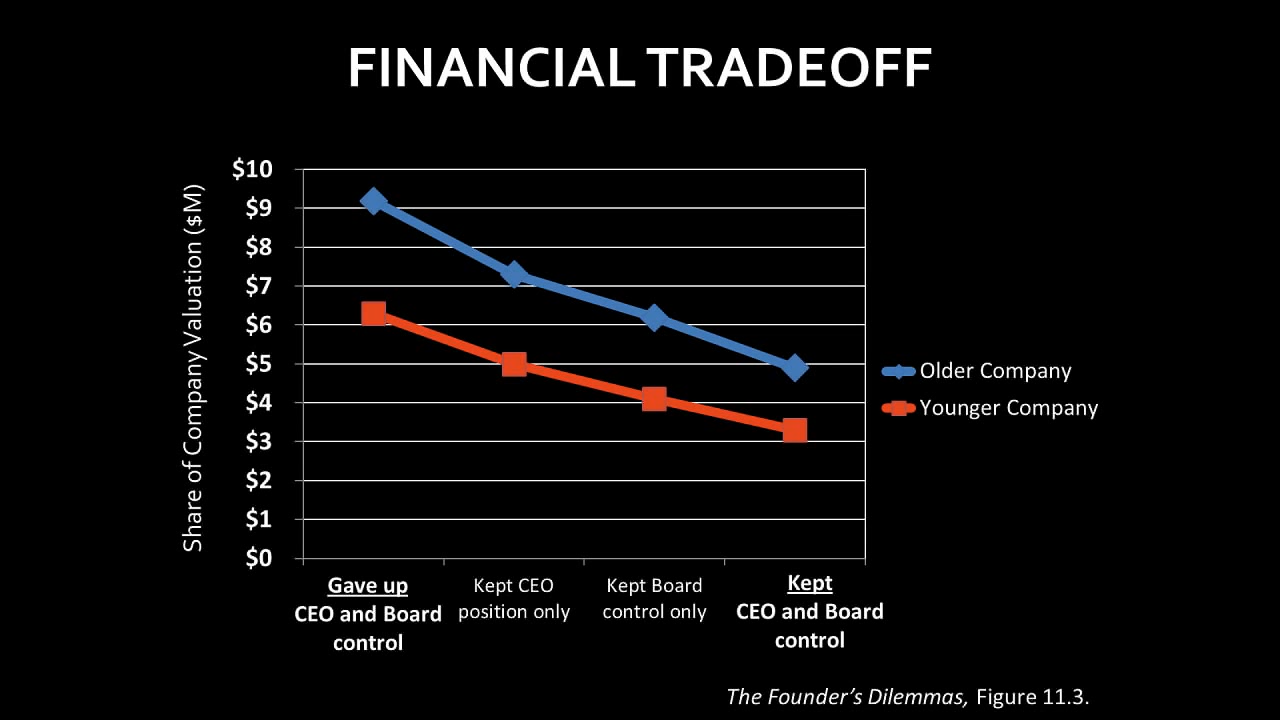 FINANCIAL TRADEOFF
Share of Company Valuation ($M)
$10
$9
$8
$7
$6
$5
$4
$3
$2
$1
$0
Gave up
CEO and Board
control
Kept CEO
position only
Kept Board
control only
Kept
CEO and Board
control
Older Company
Younger Company
The Founder’s Dilemmas, Figure 11.3.